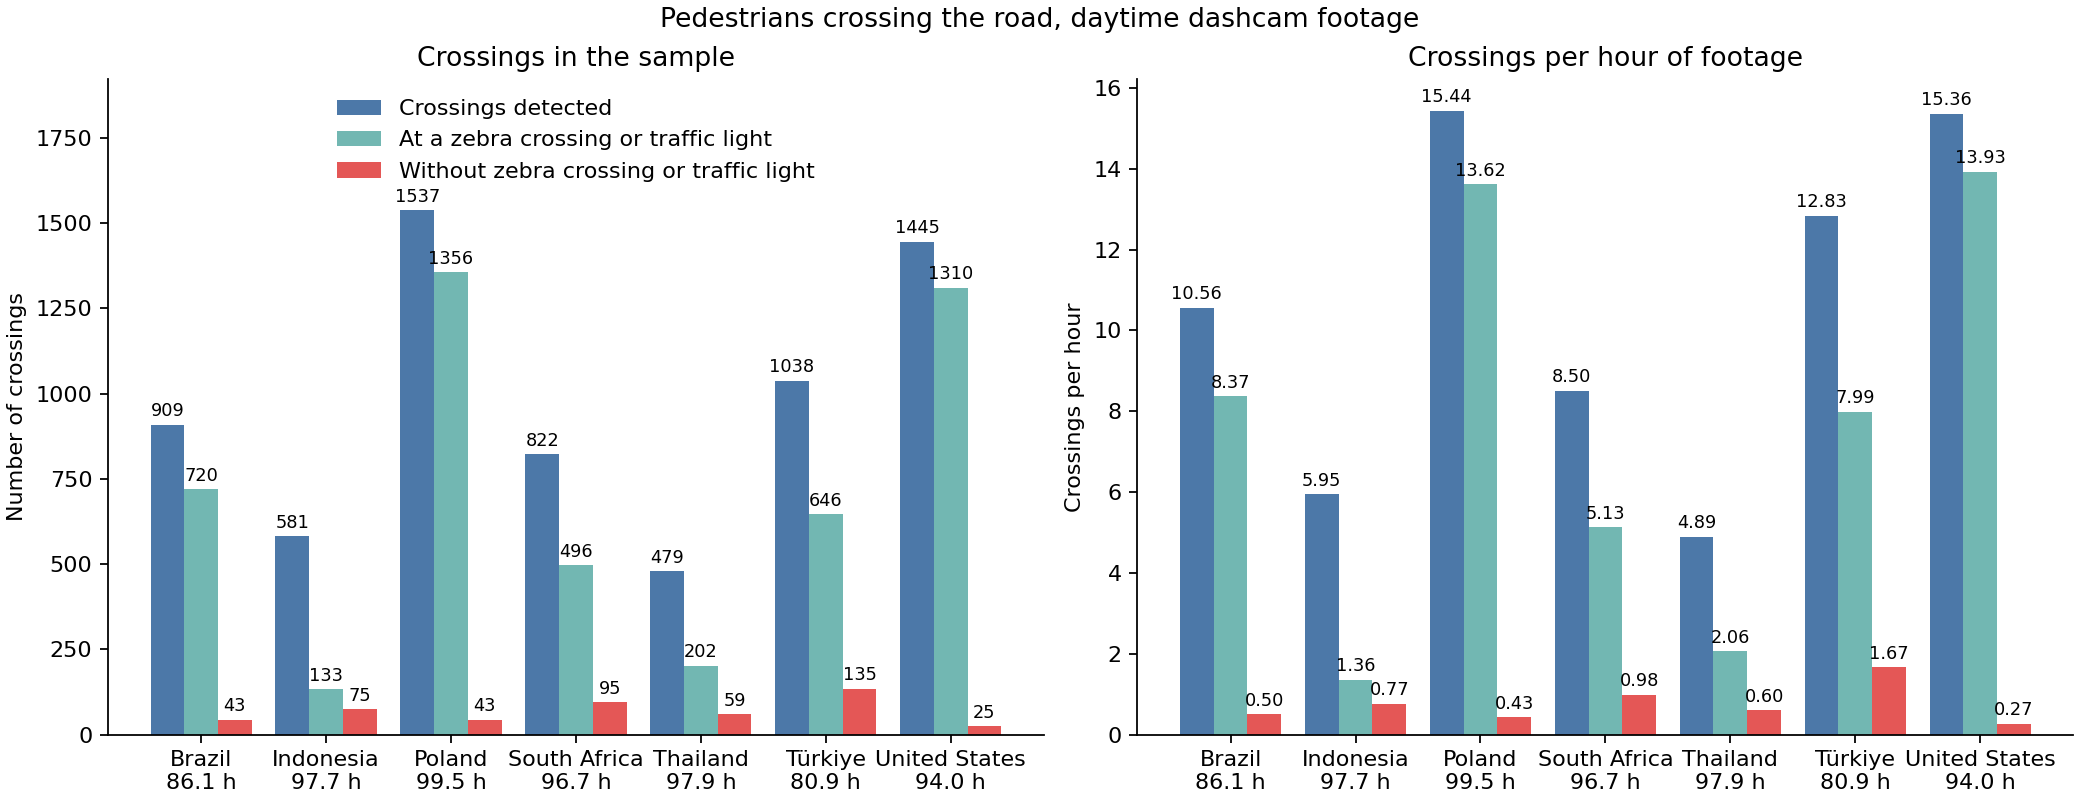 Pedestrians crossing the road, daytime dashcam footage
Crossings in the sample
Number of crossings
1750
1500
1250
1000
750
500
250
0
Crossings detected
At a zebra crossing or traffic light
Without zebra crossing or traffic light
909
720
43
581
133
75
1537
1356
43
822
496
95
479
202
59
1038
646
135
1445
1310
25
Brazil
86.1 h
Indonesia
97.7 h
Poland
99.5 h
South Africa
96.7 h
Thailand
97.9 h
Türkiye
80.9 h
United States
94.0 h
Crossings per hour of footage
Crossings per hour
16
14
12
10
8
6
4
2
0
10.56
8.37
0.50
5.95
1.36
0.77
15.44
13.62
0.43
8.50
5.13
0.98
4.89
2.06
0.60
12.83
7.99
1.67
15.36
13.93
0.27
Brazil
86.1 h
Indonesia
97.7 h
Poland
99.5 h
South Africa
96.7 h
Thailand
97.9 h
Türkiye
80.9 h
United States
94.0 h